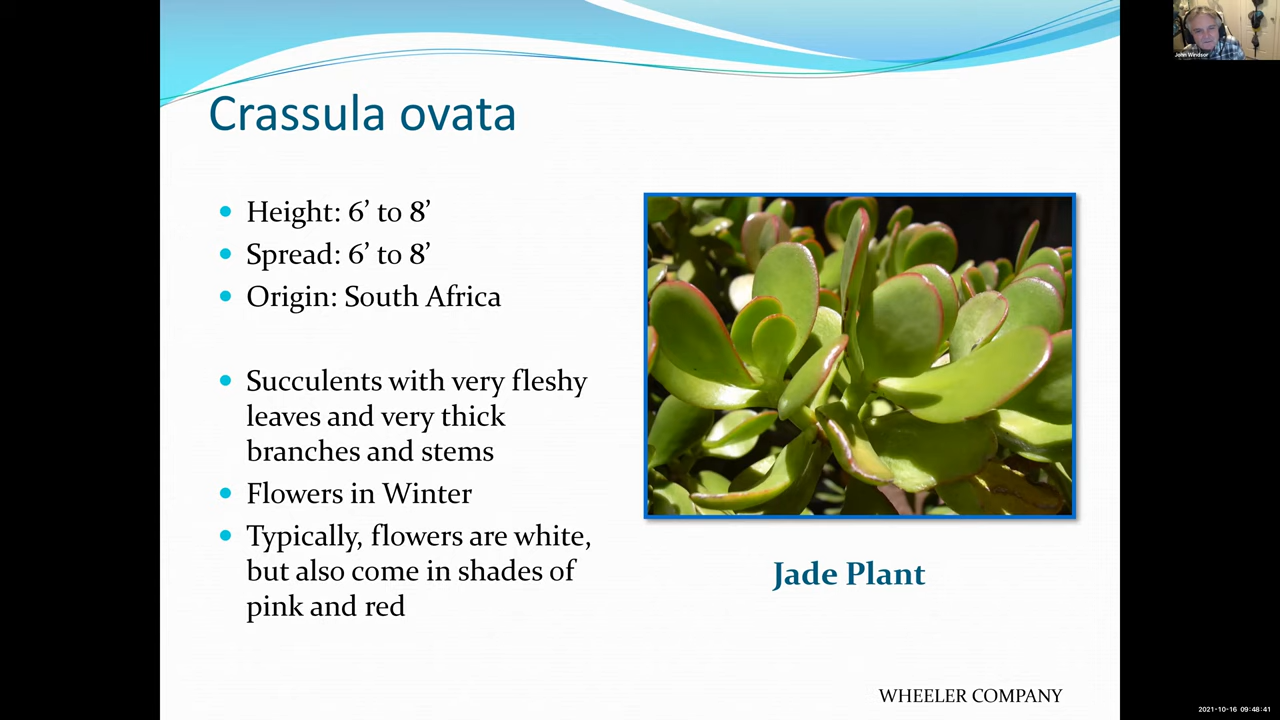 John Windsor
Crassula ovata
Height: 6’ to 8’
Spread: 6’ to 8’
Origin: South Africa
Succulents with very fleshy
leaves and very thick
branches and stems
Flowers in Winter
Typically, flowers are white,
but also come in shades of
pink and red
Jade Plant
WHEELER COMPANY
2021-10-16 09:48:41